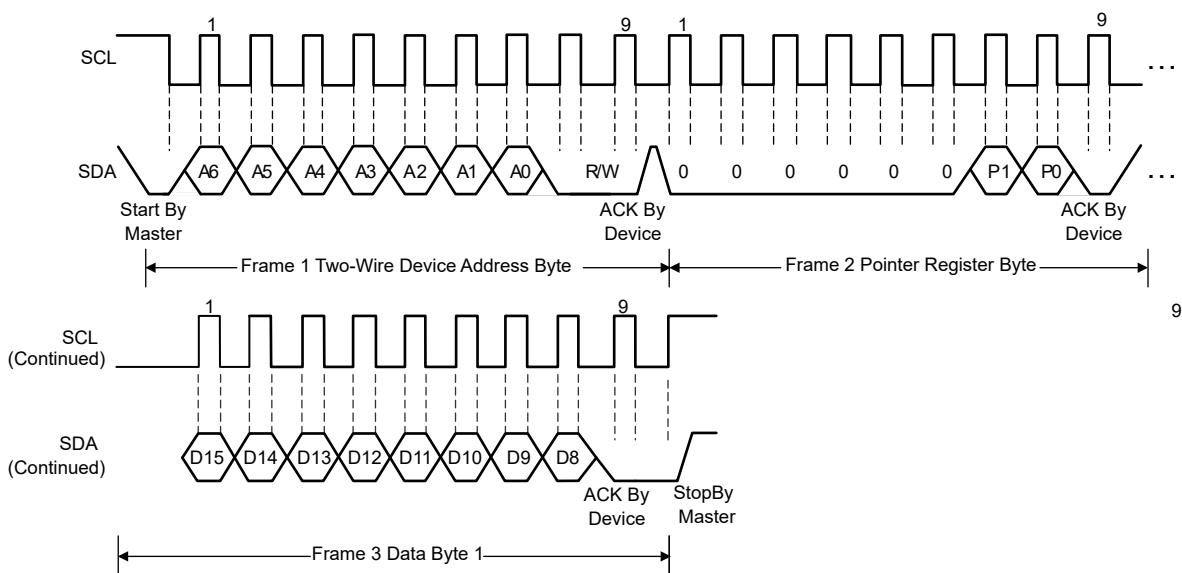 1 9 1 9
SCL ...
SDA A6 A5 A4 A3 A2 A1 A0 R/W 0 0 0 0 0 0 P1 P0 ...
Start By
Master
ACK By
Device
ACK By
Device
Frame 1 Two-Wire Device Address Byte
Frame 2 Pointer Register Byte
1 9 9
SCL
(Continued)
SDA
(Continued)
D15 D14 D13 D12 D11 D10 D9 D8
ACK By
Device
StopBy
Master
Frame 3 Data Byte 1